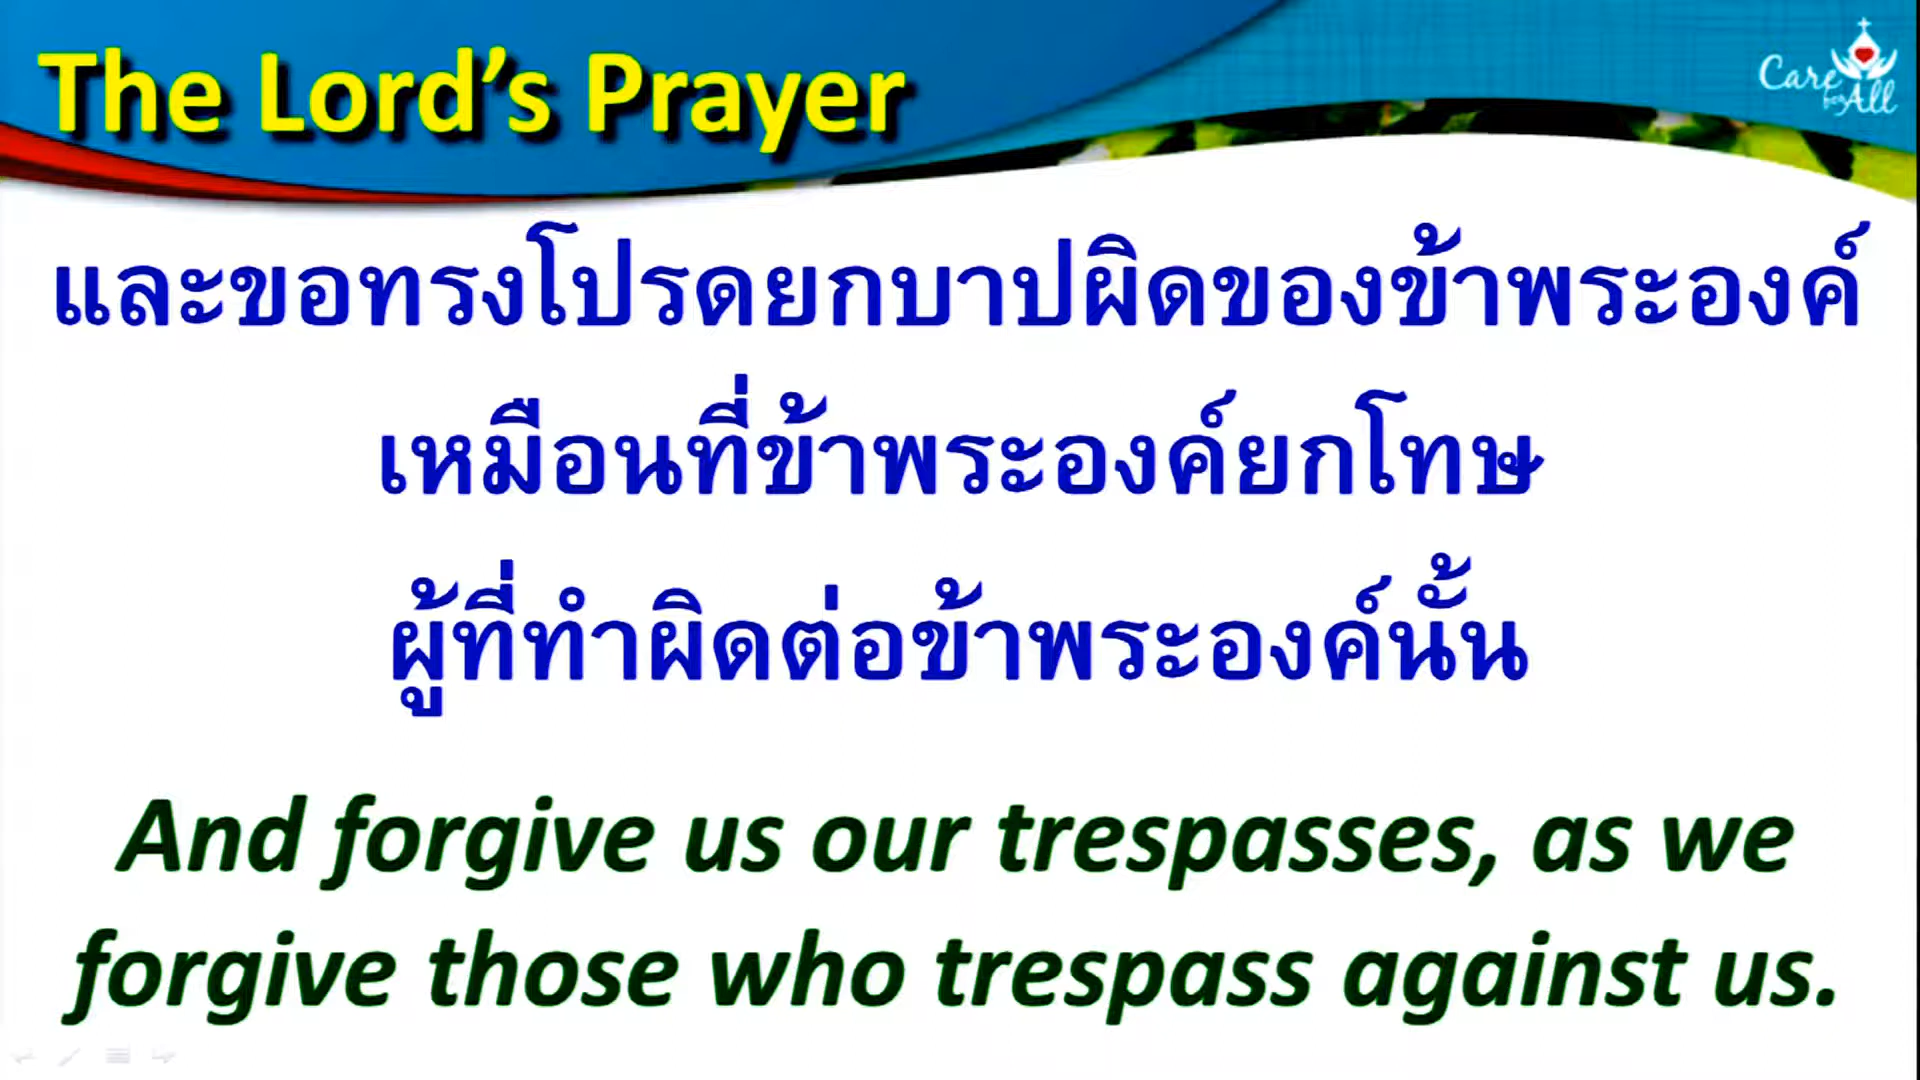 The Lord's Prayer
Care
for All
และขอทรงโปรดยกบาปผิดของข้าพระองค์
เหมือนที่ข้าพระองค์ยกโทษ
ผู้ที่ทำผิดต่อข้าพระองค์นั้น
And forgive us our trespasses, as we
forgive those who trespass against us.